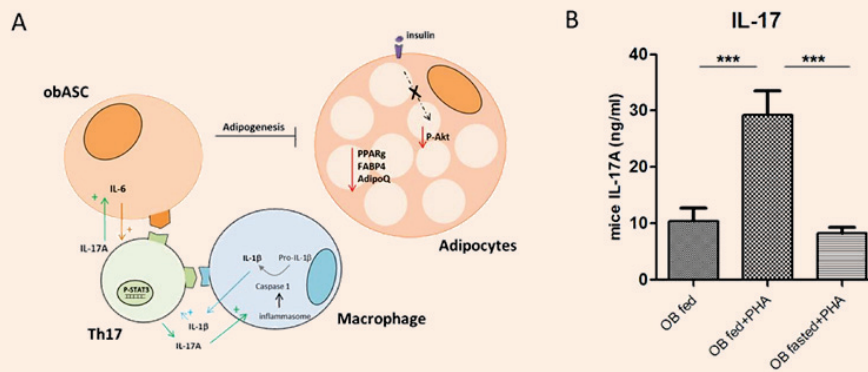 A
insulin
obASC
Adipogenesis
P-Akt
PPARg
FABP4
AdipoQ
IL-6
+
+
IL-17A
Adipocytes
IL-1β
Pro-IL-1β
P-STAT3
Caspase 1
+
+
IL-1β
inflammasome
Macrophage
Th17
IL-17A
B
IL-17
***
***
mice IL-17A (ng/ml)
40
30
20
10
0
OB fed
OB fed+PHA
OB fasted+PHA